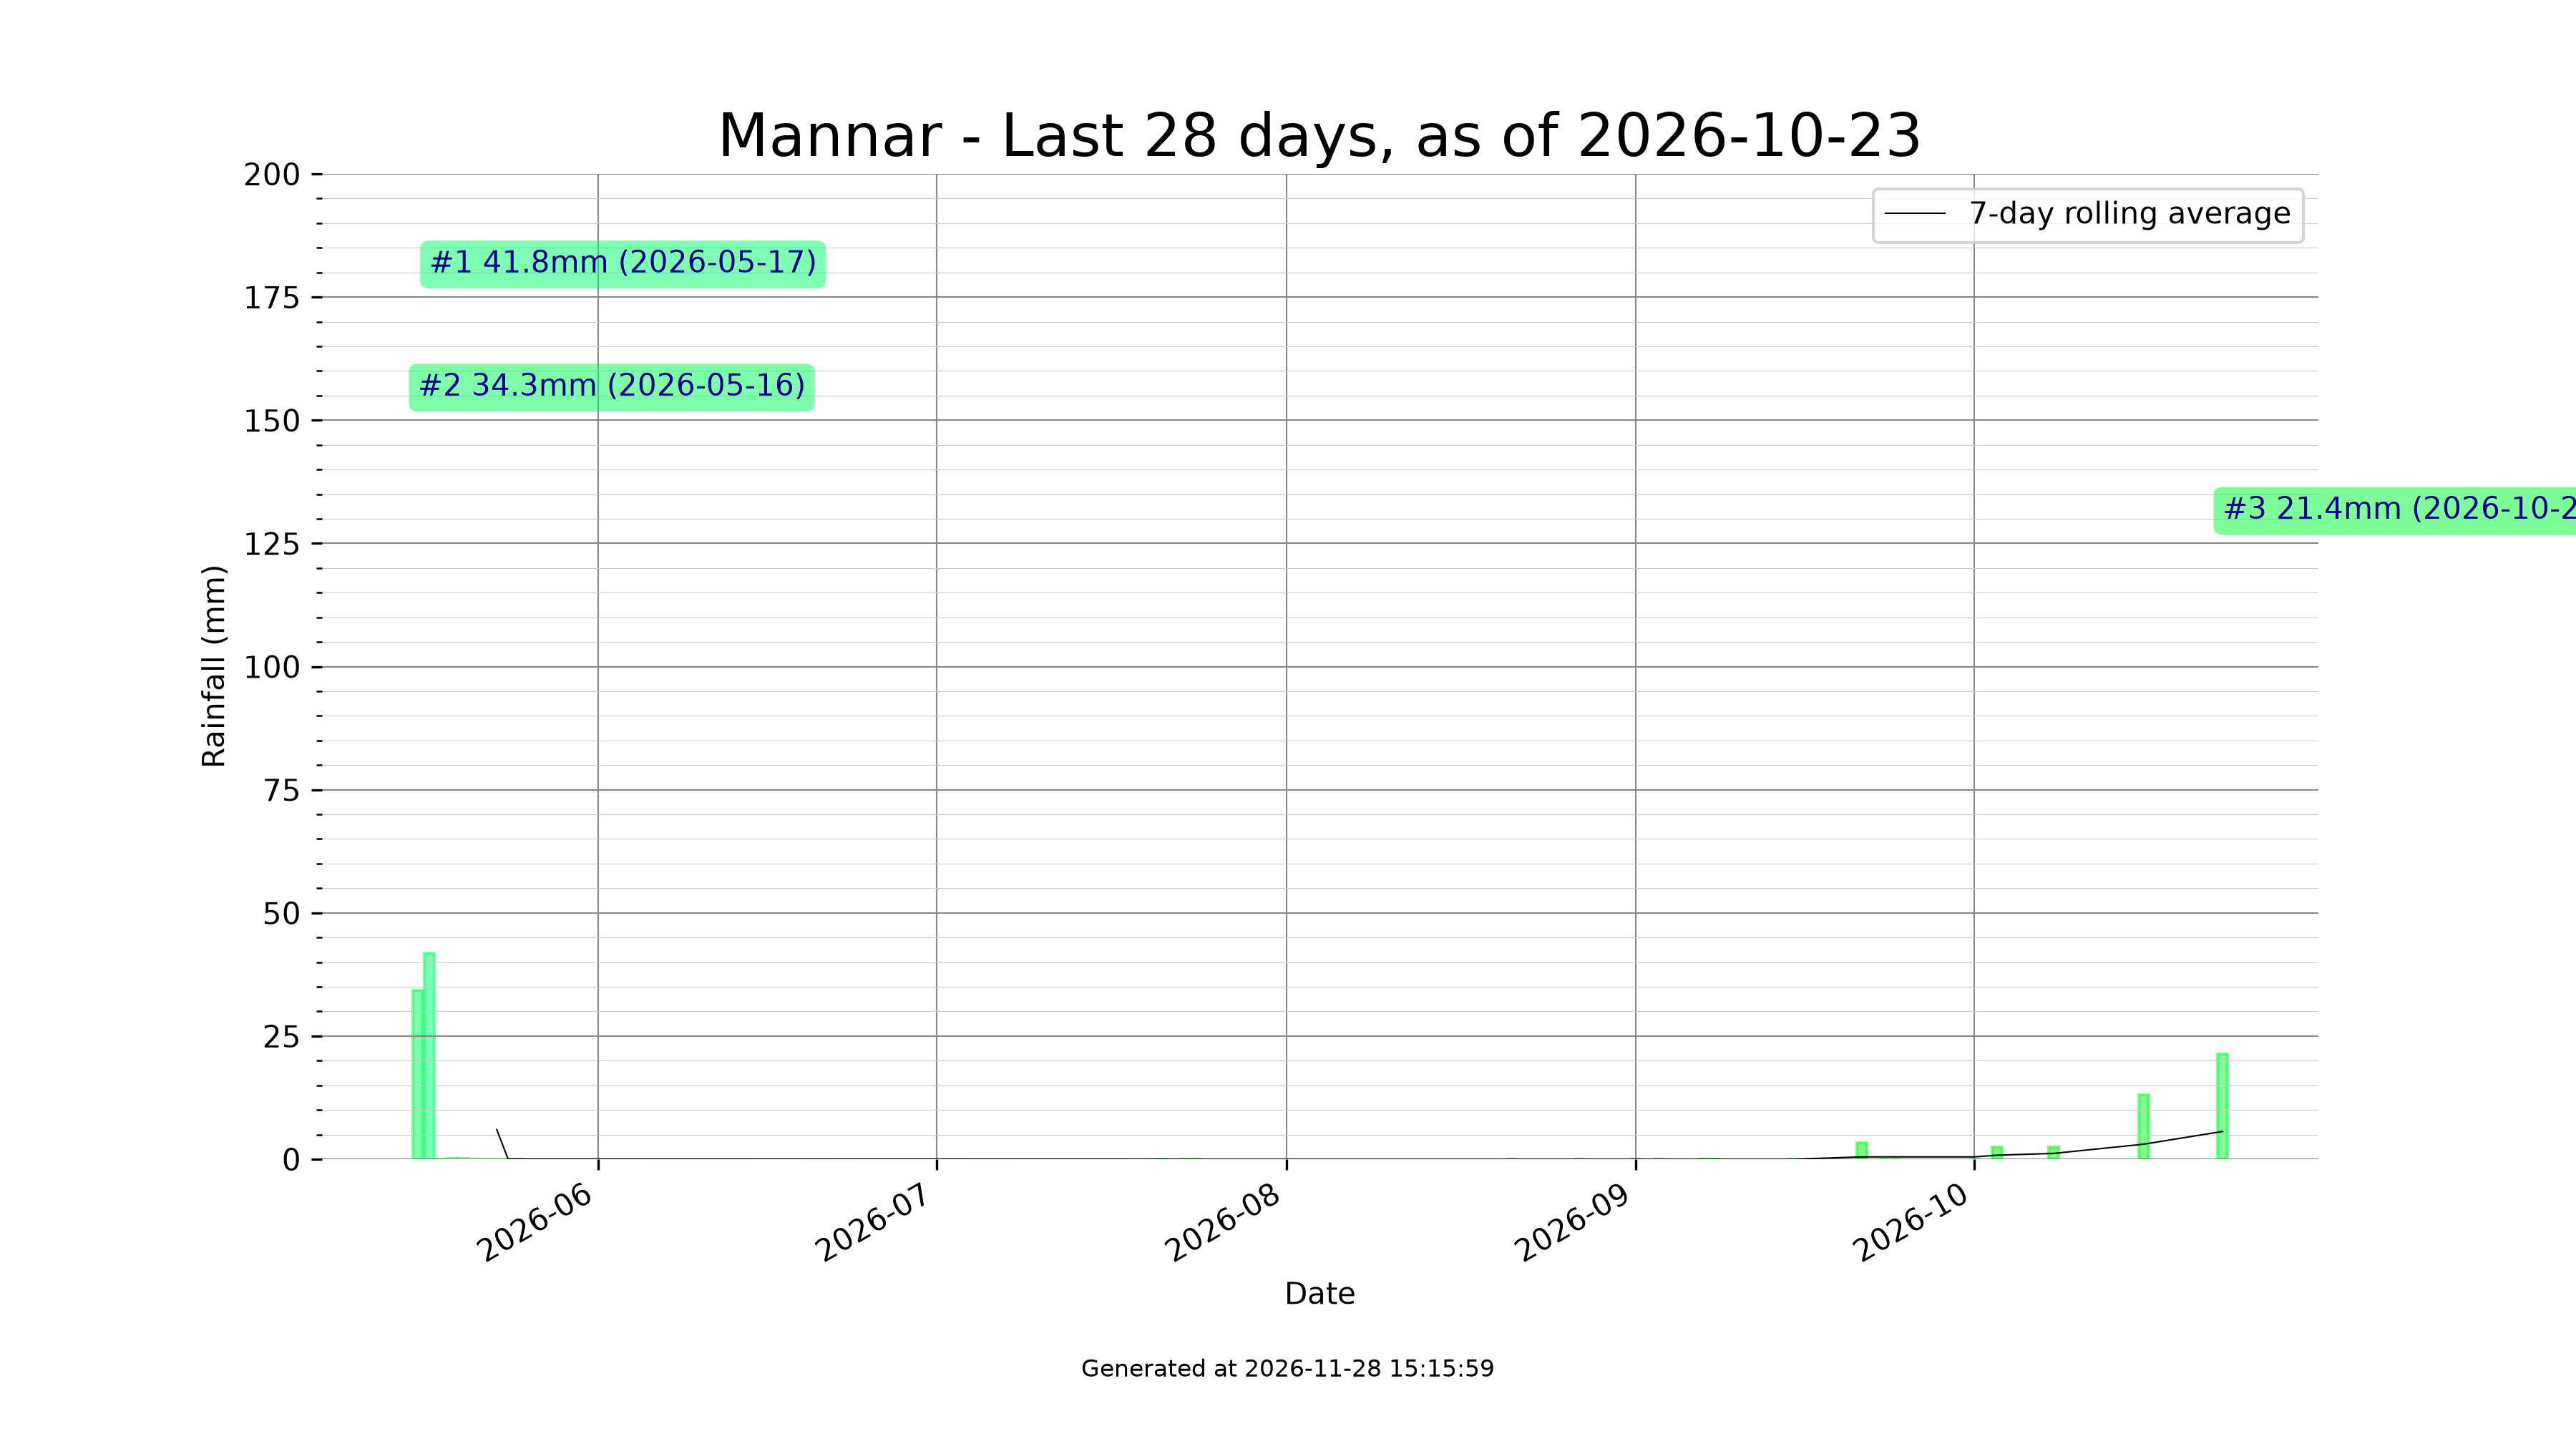 Mannar - Last 28 days, as of 2026-10-23
200
175
150
125
100
75
50
25
0
Rainfall (mm)
7-day rolling average
#1 41.8mm (2026-05-17)
#2 34.3mm (2026-05-16)
#3 21.4mm (2026-10-2
2026-06
2026-07
2026-08
2026-09
2026-10
Date
Generated at 2026-11-28 15:15:59